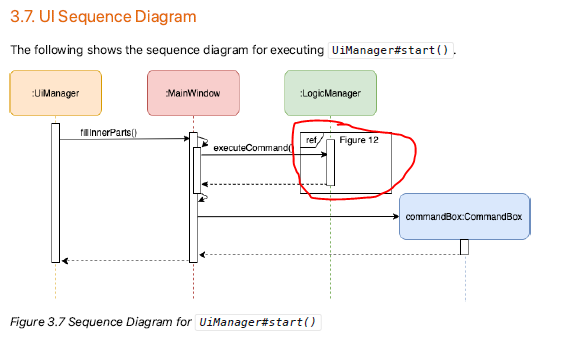 3.7. UI Sequence Diagram
The following shows the sequence diagram for executing UiManager#start().
:UiManager
:MainWindow
:LogicManager
fillInnerParts()
ref
Figure 12
executeCommand(
commandBox:CommandBox
Figure 3.7 Sequence Diagram for UiManager#start()